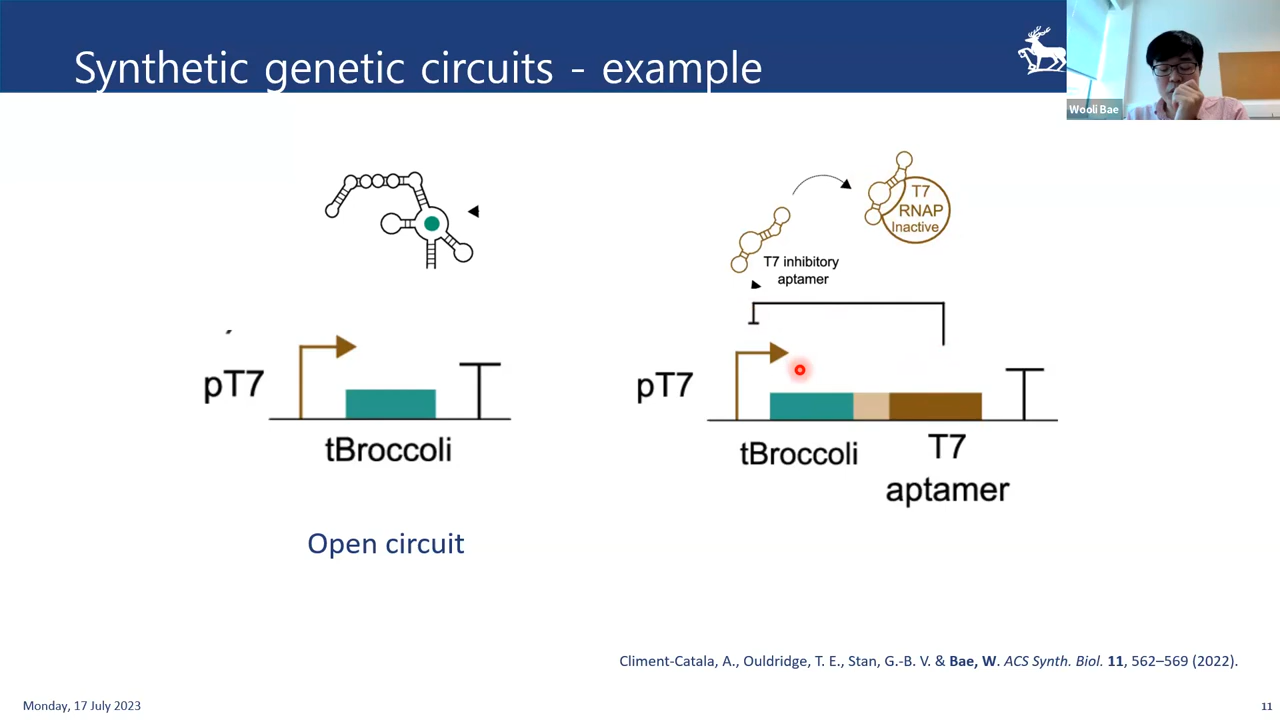 Synthetic genetic circuits - example
Wooli Bae
T7
RNAP
Inactive
T7 inhibitory
aptamer
pT7
tBroccoli
pT7
tBroccoli
T7
aptamer
Open circuit
Climent-Catala, A., Ouldridge, T. E., Stan, G.-B. V. & Bae, W. ACS Synth. Biol. 11, 562–569 (2022).
Monday, 17 July 2023
11